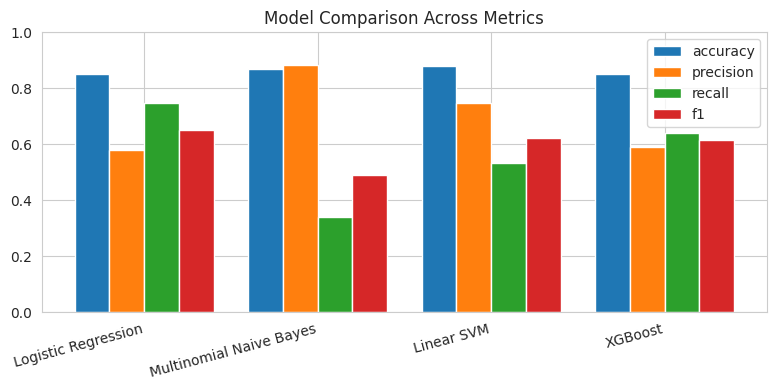 Model Comparison Across Metrics
1.0
0.8
0.6
0.4
0.2
0.0
accuracy
precision
recall
f1
Logistic Regression
Multinomial Naive Bayes
Linear SVM
XGBoost